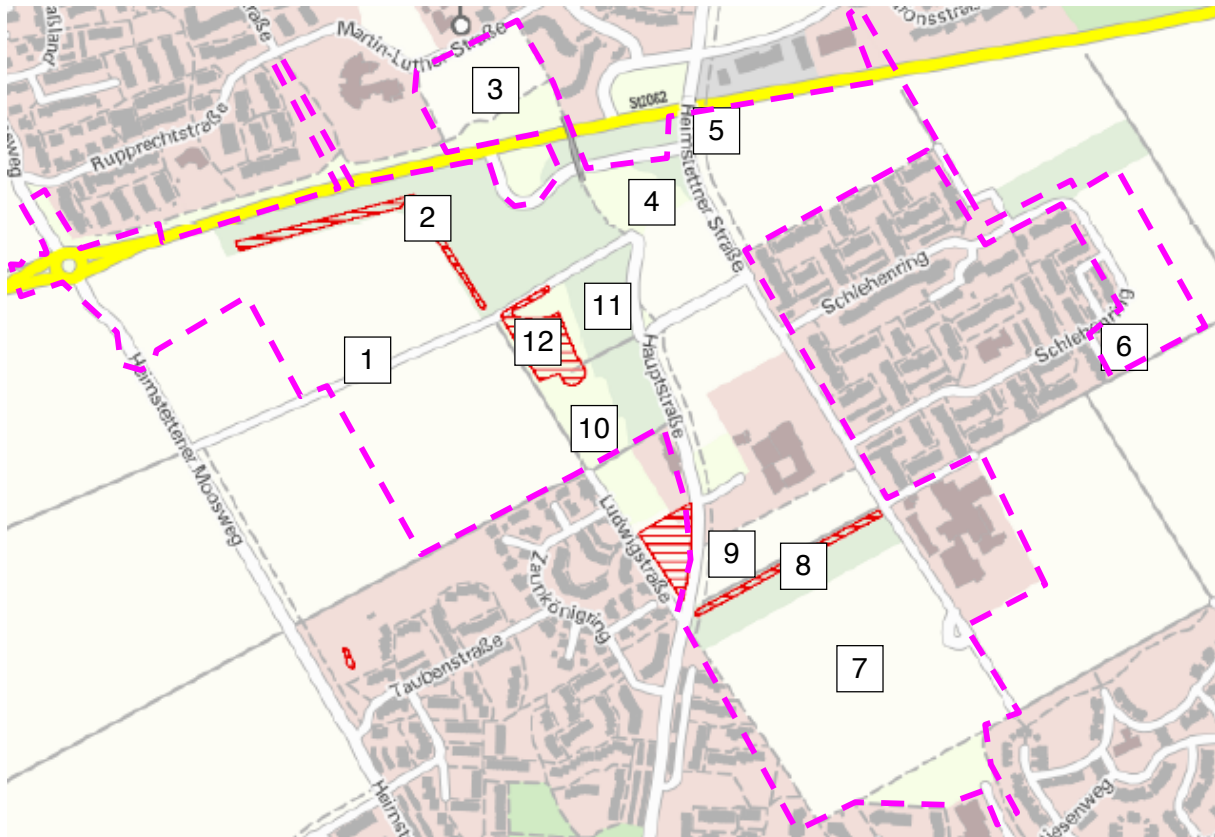 Martin-Luther-Straße
3
St2062
5
Rupprechtstraße
Heimstettner Straße
4
2
Schlehenring
11
12
1
Schlehenring
6
Hauptstraße
10
Heimstettener Moosweg
Ludwigstraße
9
8
Zaunkönigring
Taubenstraße
7